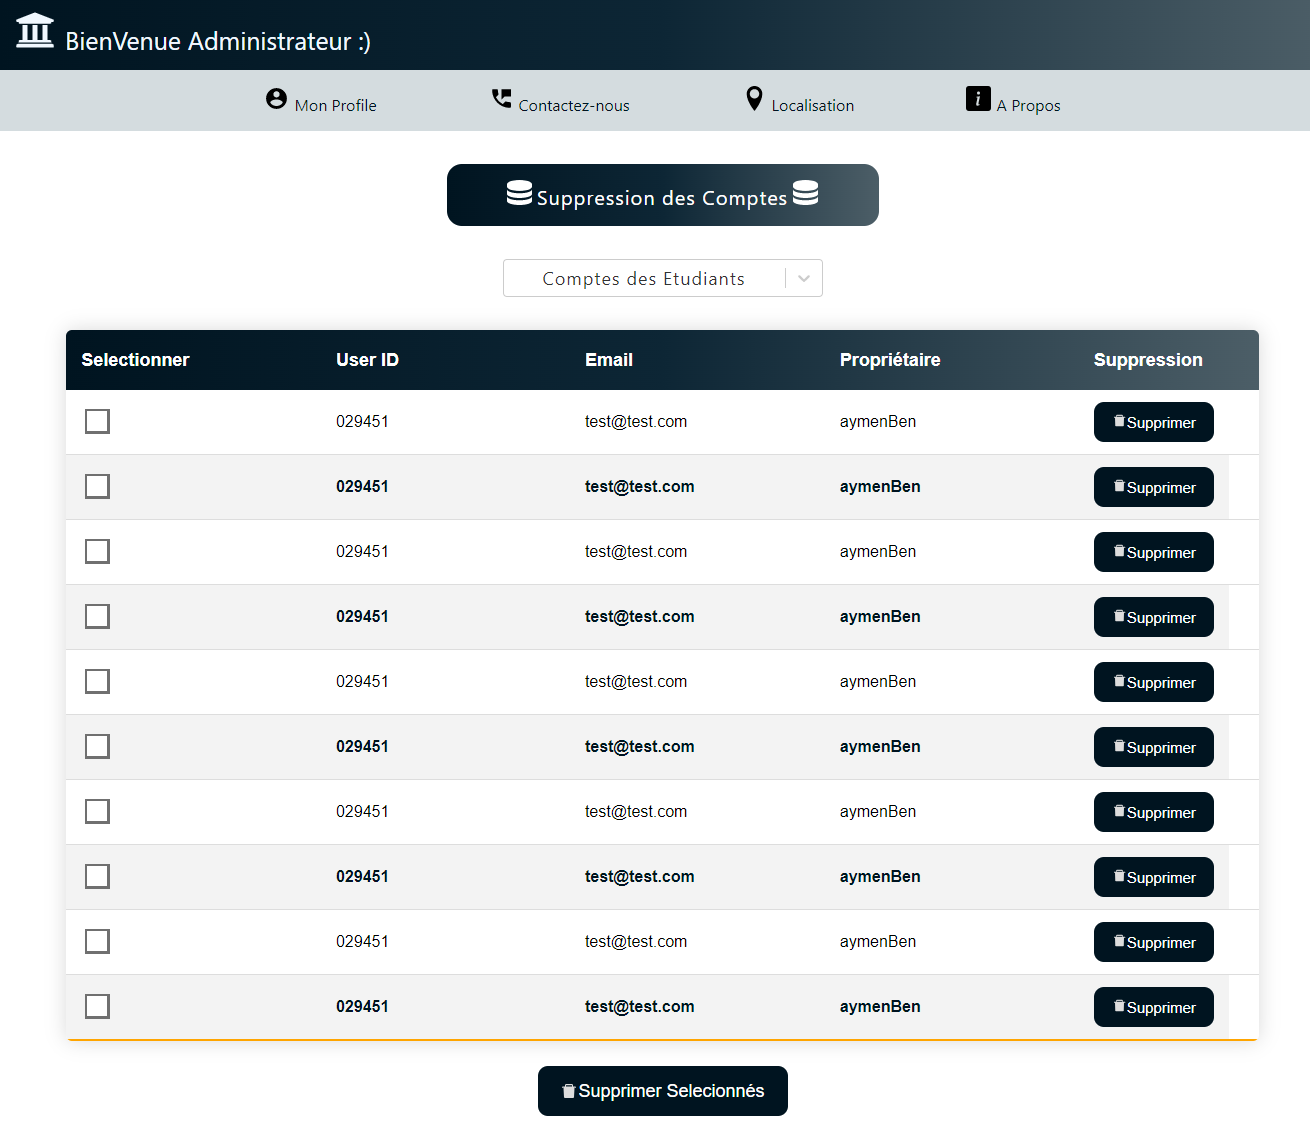 BienVenue Administrateur :)
Mon Profile Contactez-nous Localisation A Propos
Suppression des Comptes
Comptes des Etudiants
Selectionner User ID Email Propriétaire Suppression
029451 test@test.com aymenBen Supprimer
029451 test@test.com aymenBen Supprimer
029451 test@test.com aymenBen Supprimer
029451 test@test.com aymenBen Supprimer
029451 test@test.com aymenBen Supprimer
029451 test@test.com aymenBen Supprimer
029451 test@test.com aymenBen Supprimer
029451 test@test.com aymenBen Supprimer
029451 test@test.com aymenBen Supprimer
029451 test@test.com aymenBen Supprimer
Supprimer Selecionnés